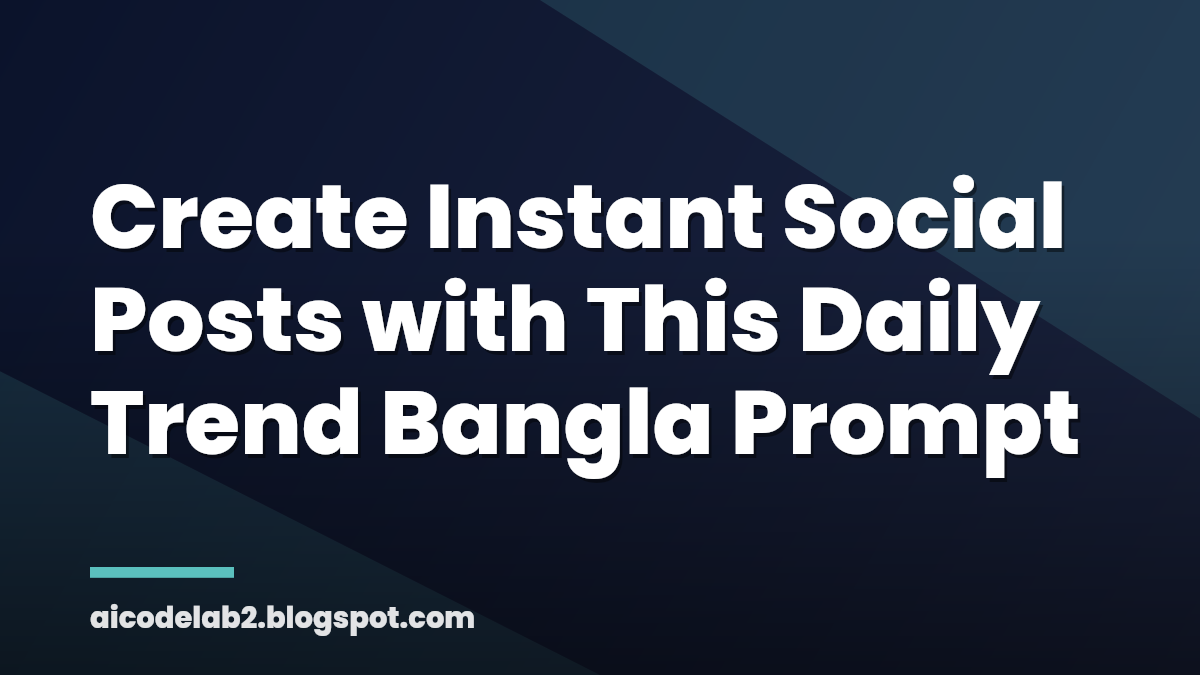 Create Instant Social
Posts with This Daily
Trend Bangla Prompt
aicodelab2.blogspot.com